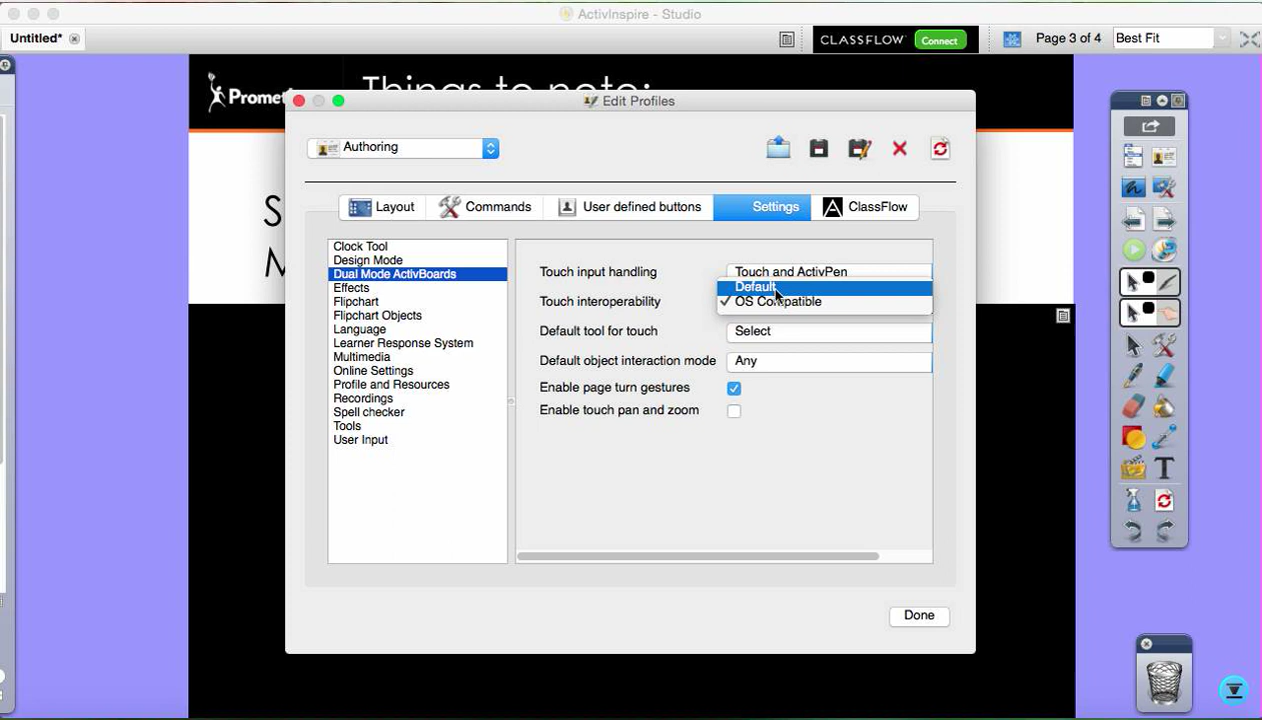 ActivInspire - Studio
Untitled*
CLASSFLOW Connect
Page 3 of 4
Best Fit
Things to note:
Edit Profiles
Authoring
Layout
Commands
User defined buttons
Settings
ClassFlow
Clock Tool
Design Mode
Dual Mode ActivBoards
Effects
Flipchart
Flipchart Objects
Language
Learner Response System
Multimedia
Online Settings
Profile and Resources
Recordings
Spell checker
Tools
User Input
Touch input handling
Touch and ActivPen
Default
Touch interoperability
OS Compatible
Default tool for touch
Select
Default object interaction mode
Any
Enable page turn gestures
Enable touch pan and zoom
Done